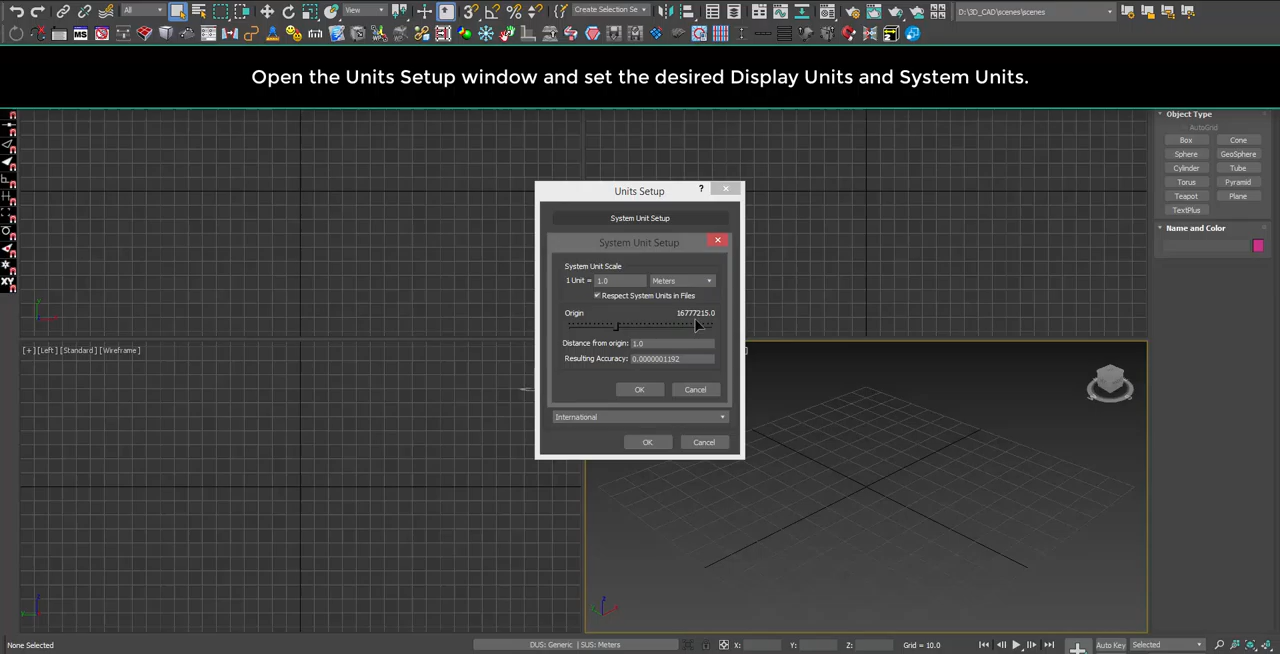 All
View
Create Selection Se
D:\3D_CAD\scenes\scenes
MS
Open the Units Setup window and set the desired Display Units and System Units.
XY
Object Type
AutoGrid
Box
Cone
Sphere
GeoSphere
Cylinder
Tube
Torus
Pyramid
Teapot
Plane
TextPlus
Name and Color
Units Setup
?
System Unit Setup
System Unit Setup
System Unit Scale
1 Unit = 1.0 Meters
Respect System Units in Files
Origin 16777215.0
Distance from origin: 1.0
Resulting Accuracy: 0.0000001192
OK Cancel
International
OK Cancel
[+] [Left] [Standard] [Wireframe]
None Selected
DUS: Generic | SUS: Meters
X:
Y:
Z:
Grid = 10.0
Auto Key
Selected